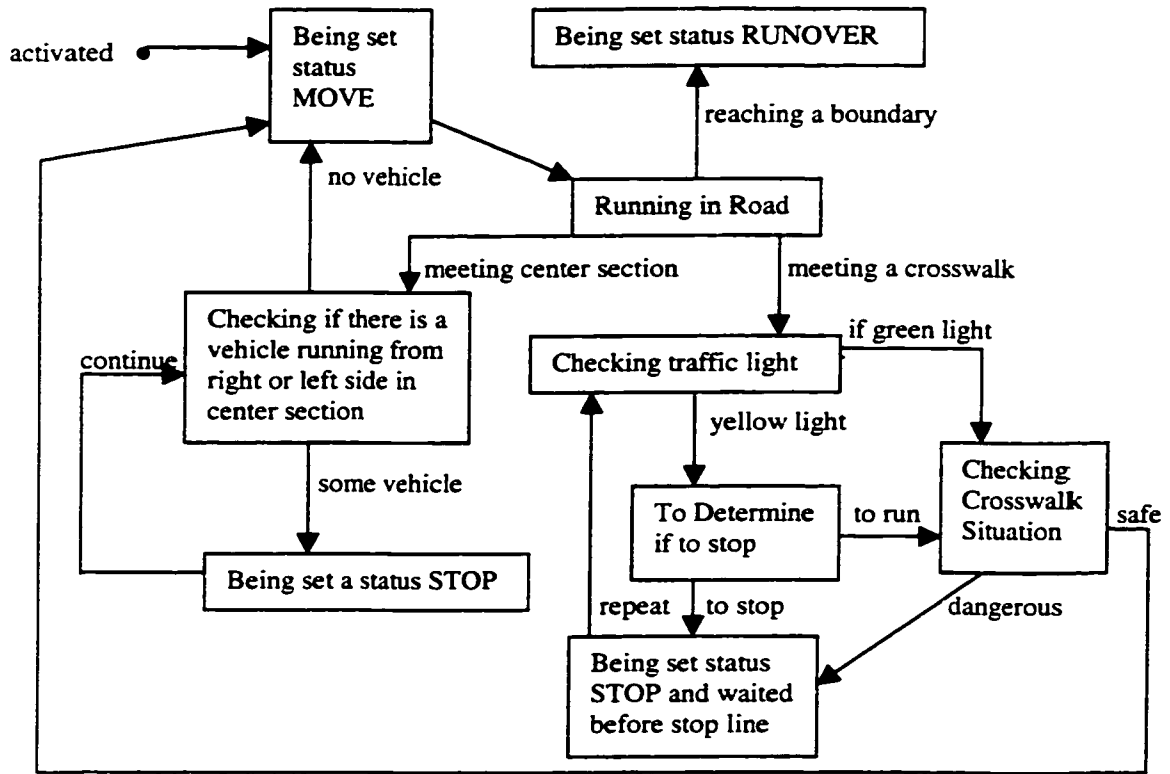 activated
Being set
status
MOVE
Being set status RUNOVER
reaching a boundary
no vehicle
Running in Road
meeting center section
meeting a crosswalk
Checking if there is a
vehicle running from
right or left side in
center section
continue
if green light
Checking traffic light
yellow light
some vehicle
Checking
Crosswalk
Situation
safe
To Determine
if to stop
to run
Being set a status STOP
repeat
to stop
dangerous
Being set status
STOP and waited
before stop line